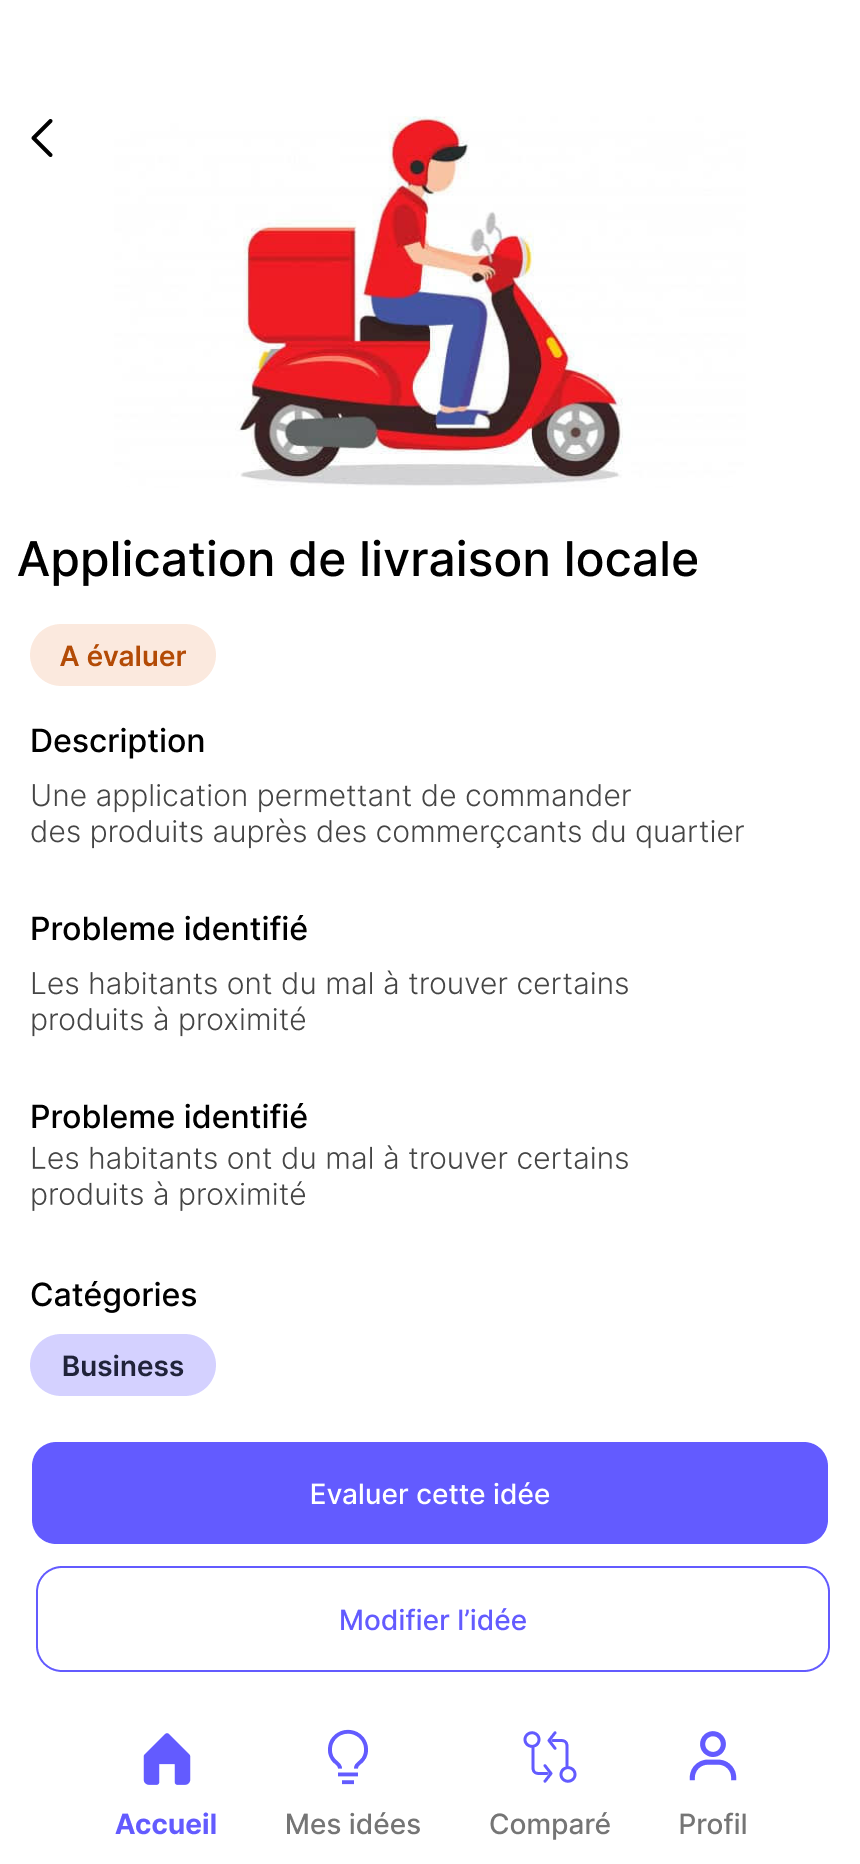 Application de livraison locale
A évaluer
Description
Une application permettant de commander
des produits auprès des commerçcants du quartier
Probleme identifié
Les habitants ont du mal à trouver certains
produits à proximité
Probleme identifié
Les habitants ont du mal à trouver certains
produits à proximité
Catégories
Business
Evaluer cette idée
Modifier l’idée
Accueil
Mes idées
Comparé
Profil